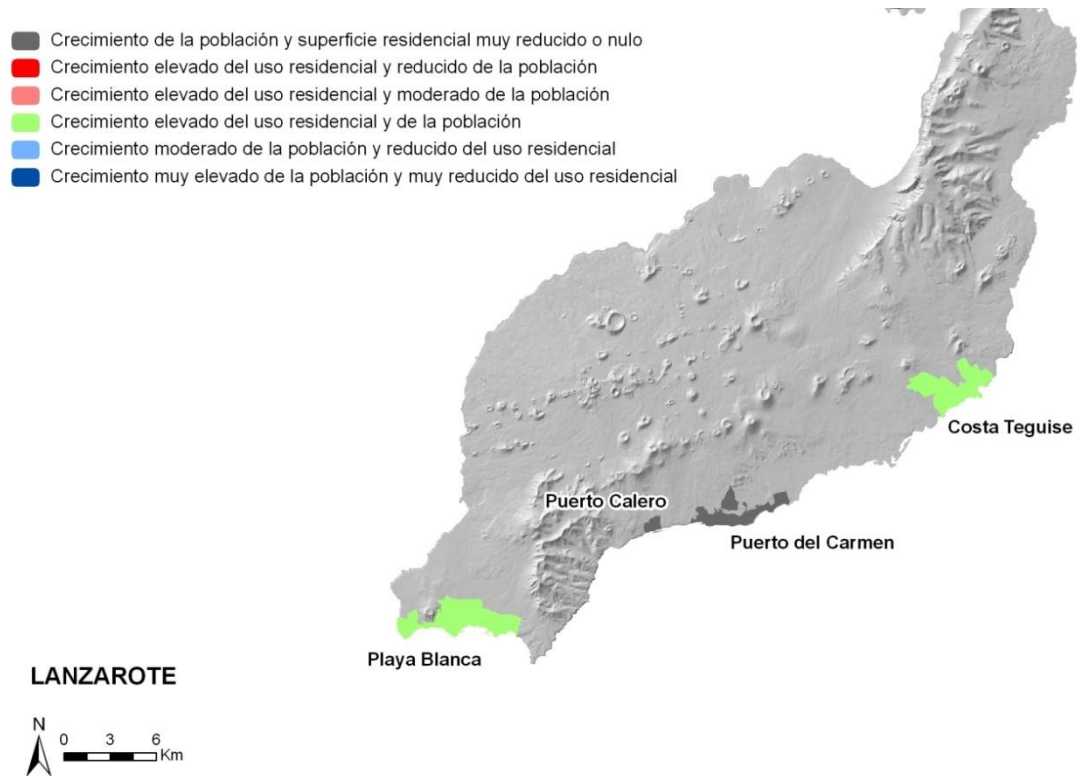 Crecimiento de la población y superficie residencial muy reducido o nulo
Crecimiento elevado del uso residencial y reducido de la población
Crecimiento elevado del uso residencial y moderado de la población
Crecimiento elevado del uso residencial y de la población
Crecimiento moderado de la población y reducido del uso residencial
Crecimiento muy elevado de la población y muy reducido del uso residencial
Costa Teguise
Puerto Calero
Puerto del Carmen
Playa Blanca
LANZAROTE
N
0 3 6
Km